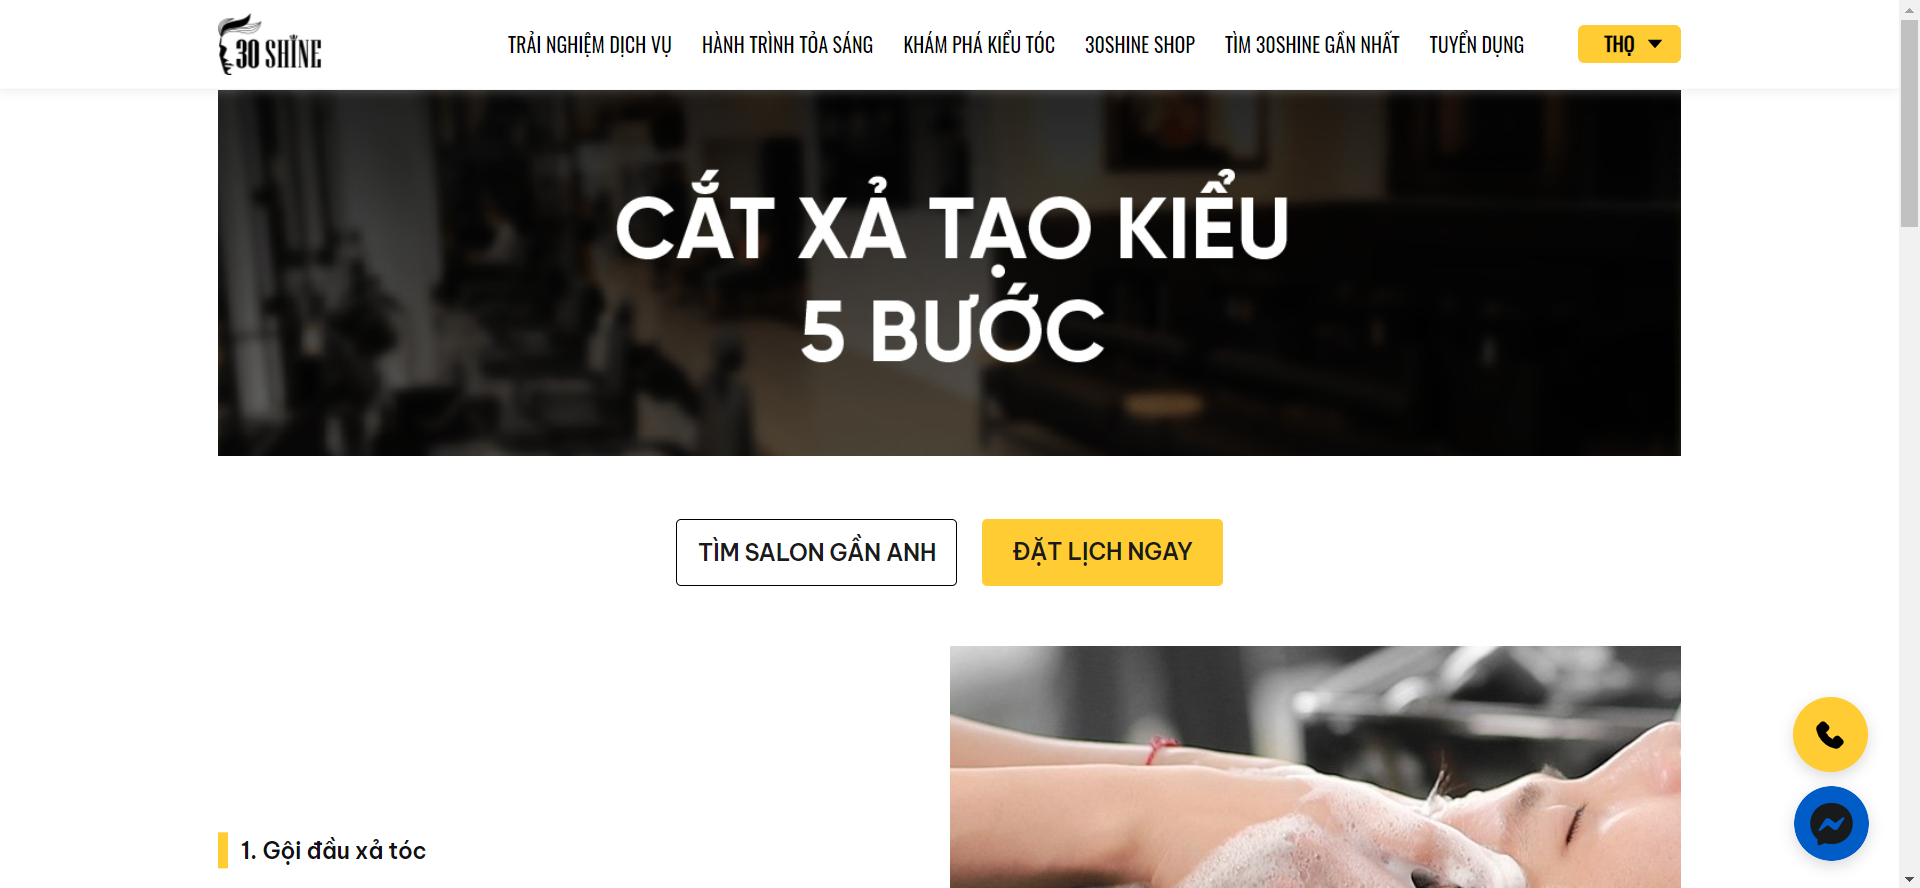 30 SHINE
TRẢI NGHIỆM DỊCH VỤ
HÀNH TRÌNH TỎA SÁNG
KHÁM PHÁ KIỂU TÓC
30SHINE SHOP
TÌM 30SHINE GẦN NHẤT
TUYỂN DỤNG
THỌ
CẮT XẢ TẠO KIỂU
5 BƯỚC
TÌM SALON GẦN ANH
ĐẶT LỊCH NGAY
1. Gội đầu xả tóc